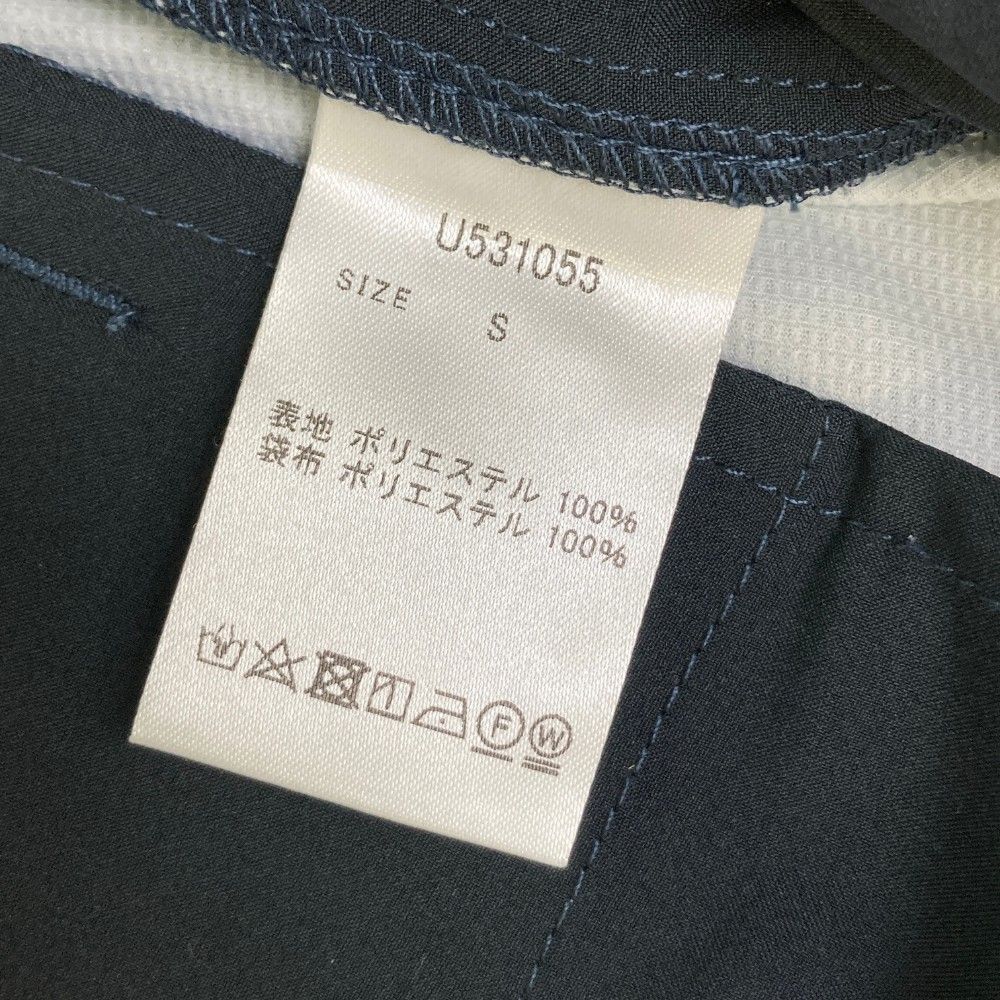 U531055
SIZE S
表地 ポリエステル 100%
袋布 ポリエステル 100%
F W